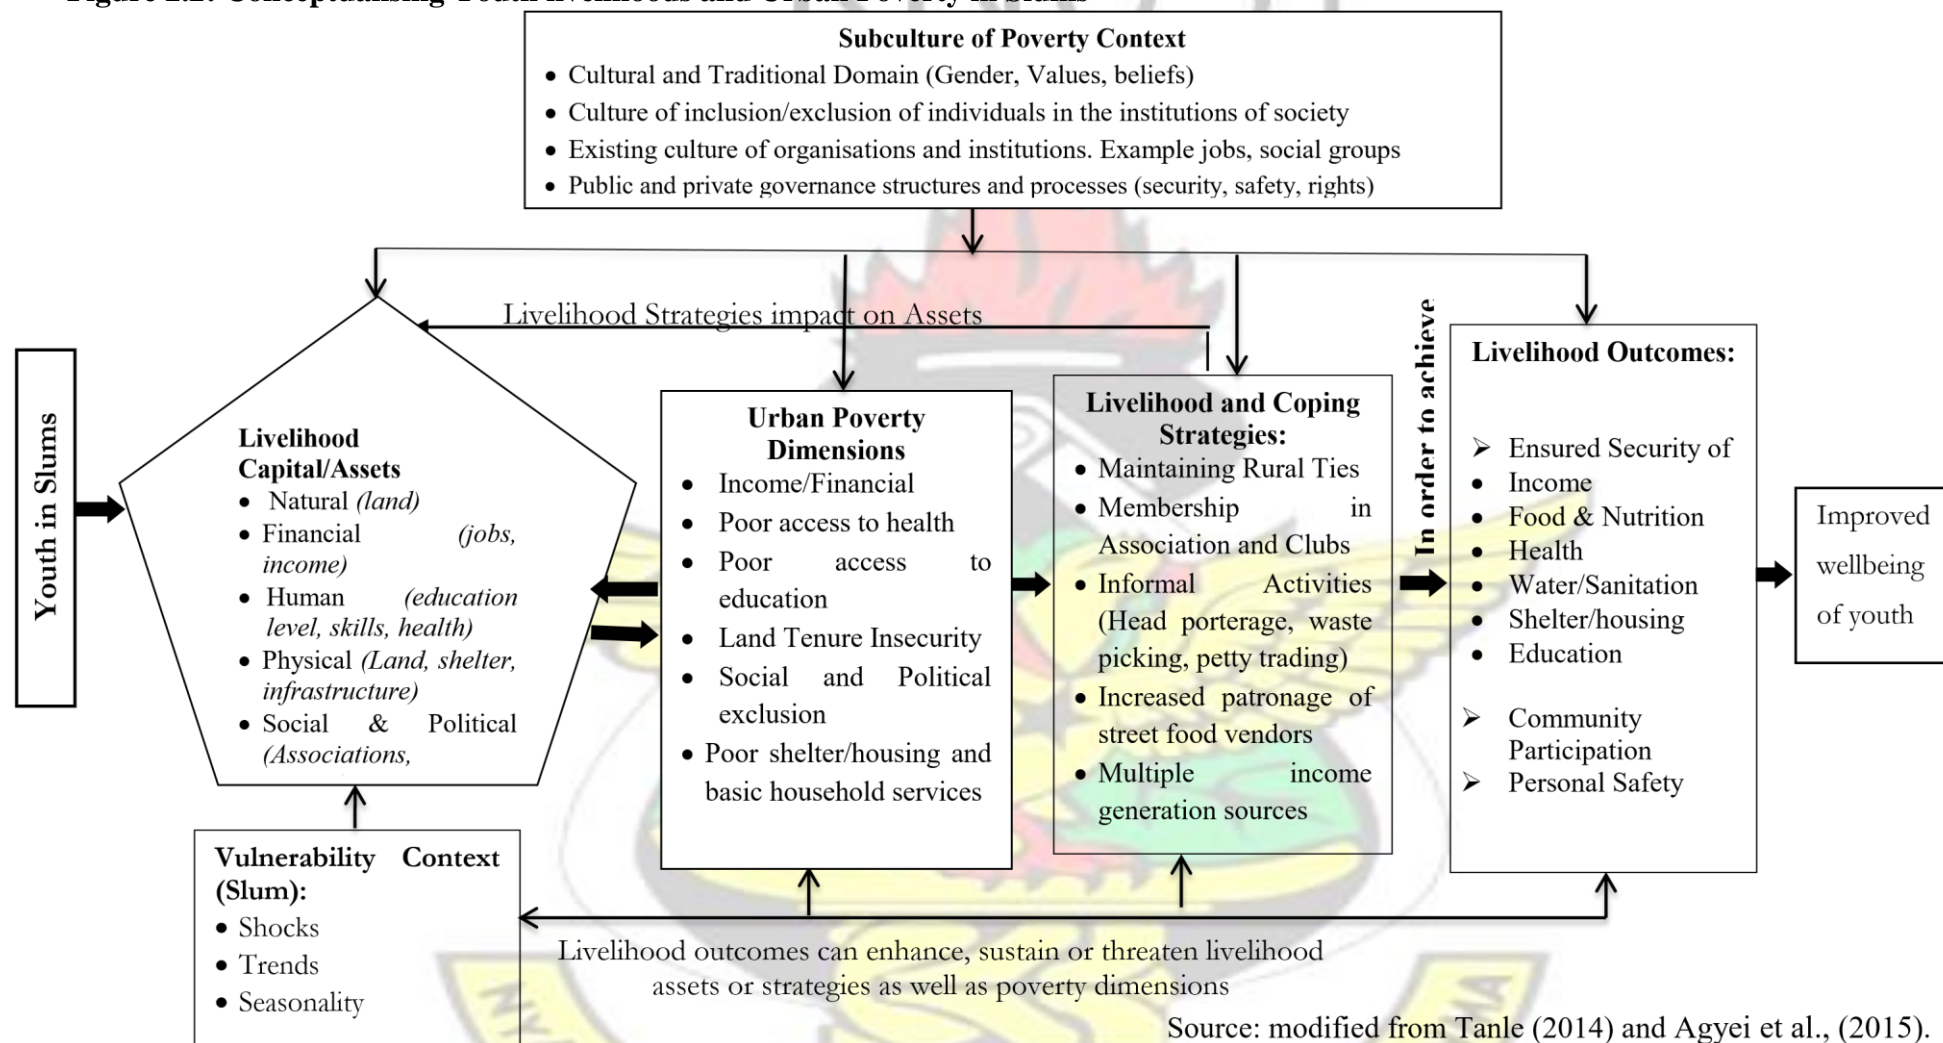 Subculture of Poverty Context
• Cultural and Traditional Domain (Gender, Values, beliefs)
• Culture of inclusion/exclusion of individuals in the institutions of society
• Existing culture of organisations and institutions. Example jobs, social groups
• Public and private governance structures and processes (security, safety, rights)
Livelihood Strategies impact on Assets
Youth in Slums
Livelihood
Capital/Assets
• Natural (land)
• Financial (jobs,
income)
• Human (education
level, skills, health)
• Physical (Land, shelter,
infrastructure)
• Social & Political
(Associations,
Urban Poverty
Dimensions
• Income/Financial
• Poor access to health
• Poor access to
education
• Land Tenure Insecurity
• Social and Political
exclusion
• Poor shelter/housing and
basic household services
Livelihood and Coping
Strategies:
• Maintaining Rural Ties
• Membership in
Association and Clubs
• Informal Activities
(Head porterage, waste
picking, petty trading)
• Increased patronage of
street food vendors
• Multiple income
generation sources
In order to achieve
Livelihood Outcomes:
➢ Ensured Security of
• Income
• Food & Nutrition
• Health
• Water/Sanitation
• Shelter/housing
• Education
➢ Community
Participation
➢ Personal Safety
Improved
wellbeing
of youth
Vulnerability Context
(Slum):
• Shocks
• Trends
• Seasonality
Livelihood outcomes can enhance, sustain or threaten livelihood
assets or strategies as well as poverty dimensions
Source: modified from Tanle (2014) and Agyei et al., (2015).